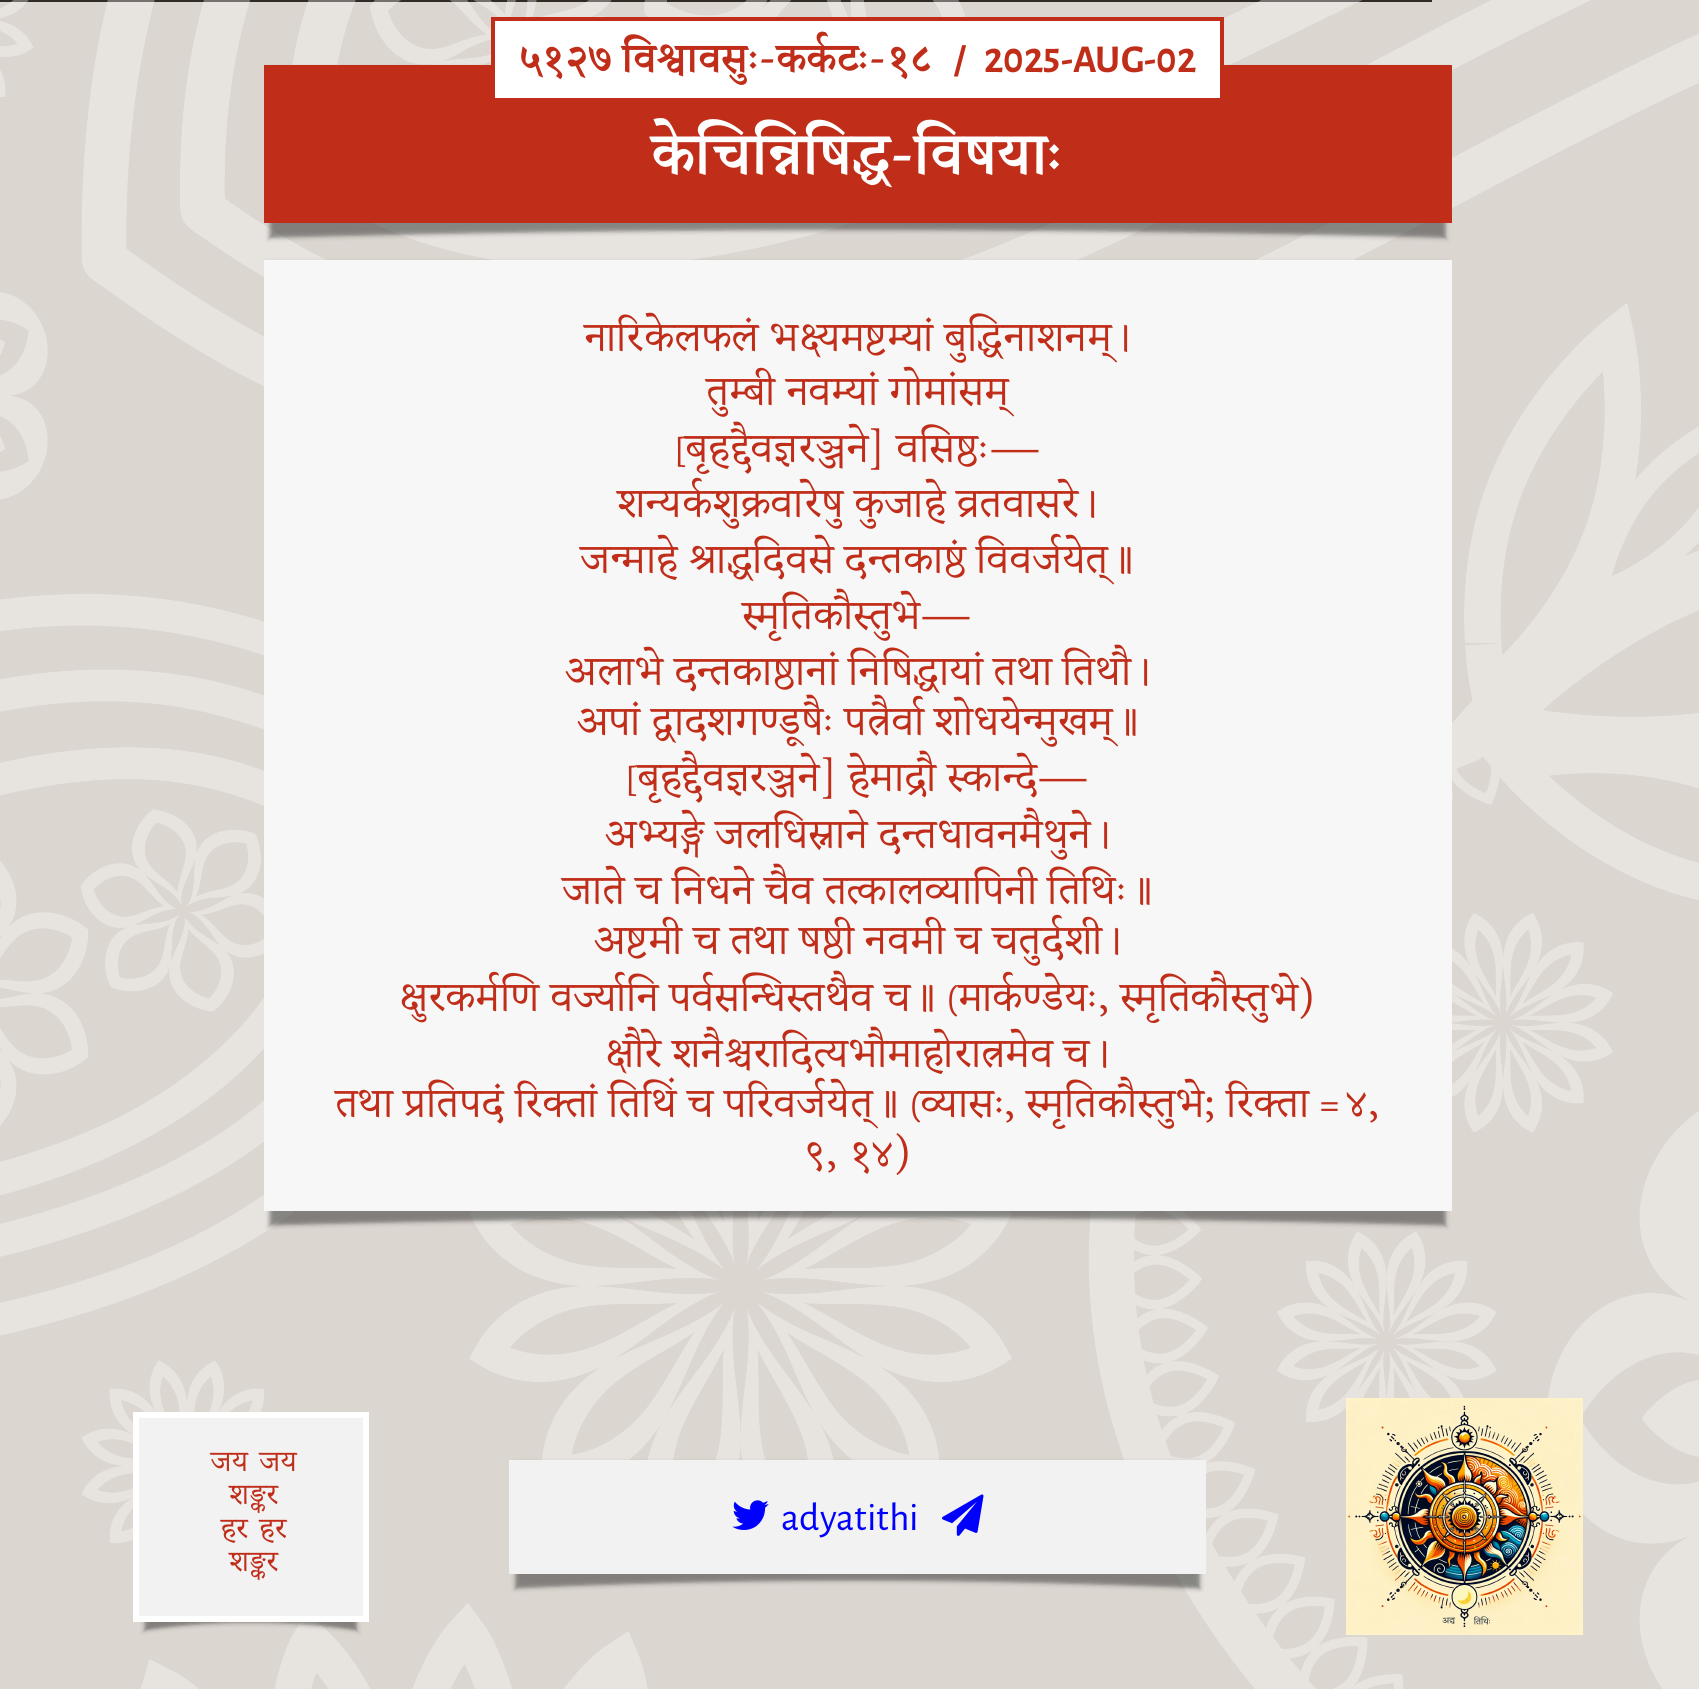 ५१२७ विश्वावसुः-कर्कटः-१८ / 2025-AUG-02
केचिन्निषिद्ध-विषयाः
नारिकेलफलं भक्ष्यमष्टम्यां बुद्धिनाशनम्।
तुम्बी नवम्यां गोमांसम्
[बृहद्दैवज्ञरञ्जने] वसिष्ठः—
शन्यर्कशुक्रवारेषु कुजाहे व्रतवासरे।
जन्माहे श्राद्धदिवसे दन्तकाष्ठं विवर्जयेत्॥
स्मृतिकौस्तुभे—
अलाभे दन्तकाष्ठानां निषिद्धायां तथा तिथौ।
अपां द्वादशगण्डूषैः पत्रैर्वा शोधयेन्मुखम्॥
[बृहद्दैवज्ञरञ्जने] हेमाद्रौ स्कान्दे—
अभ्यङ्गे जलधिस्नाने दन्तधावनमैथुने।
जाते च निधने चैव तत्कालव्यापिनी तिथिः॥
अष्टमी च तथा षष्ठी नवमी च चतुर्दशी।
क्षुरकर्मणि वर्ज्यानि पर्वसन्धिस्तथैव च॥ (मार्कण्डेयः, स्मृतिकौस्तुभे)
क्षौरे शनैश्चरादित्यभौमाहोरात्रमेव च।
तथा प्रतिपदं रिक्तां तिथिं च परिवर्जयेत्॥ (व्यासः, स्मृतिकौस्तुभे; रिक्ता = ४,
९, १४)
जय जय
शङ्कर
हर हर
शङ्कर
adyatithi
अद्य तिथिः